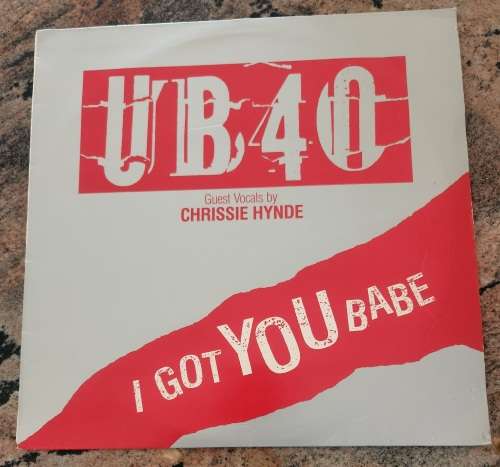 UB40
Guest Vocals by
CHRISSIE HYNDE
I GOT YOU BABE